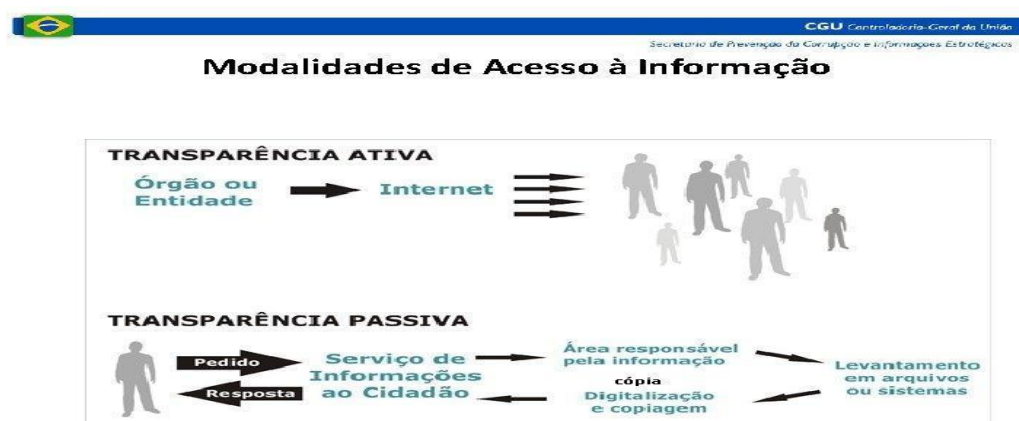 CGU Controladoria-Geral da União
Secretaria de Prevenção da Corrupção e Informações Estratégicas
Modalidades de Acesso à Informação
TRANSPARÊNCIA ATIVA
Órgão ou
Entidade
Internet
TRANSPARÊNCIA PASSIVA
Pedido
Resposta
Serviço de
Informações
ao Cidadão
Área responsável
pela informação
Levantamento
em arquivos
ou sistemas
cópia
Digitalização
e copiagem